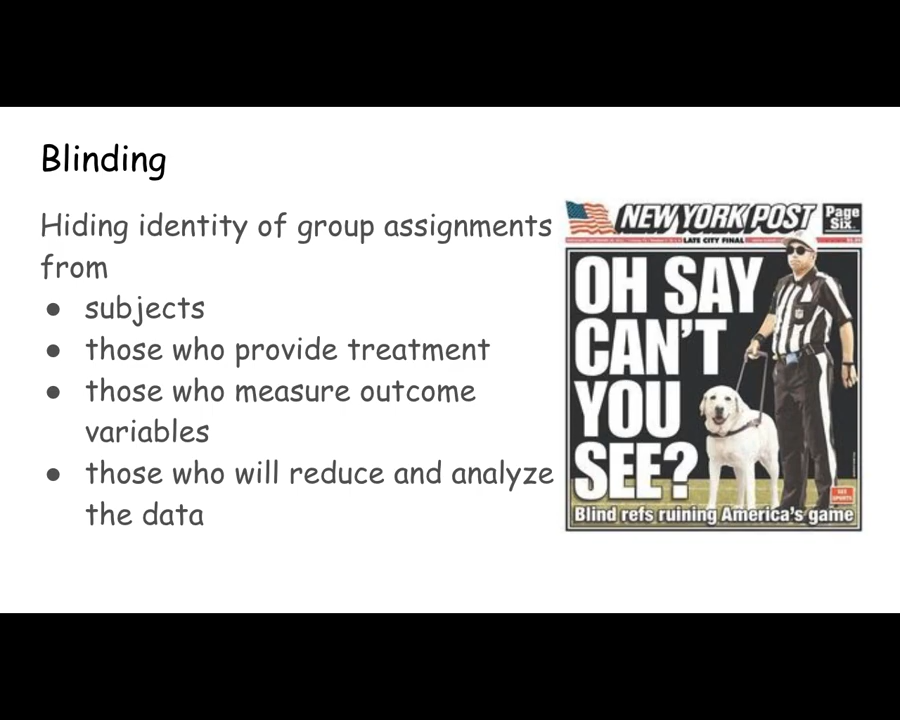 Blinding
Hiding identity of group assignments
from
● subjects
● those who provide treatment
● those who measure outcome
variables
● those who will reduce and analyze
the data
NEW YORK POST
Page
Six
LATE CITY FINAL
OH SAY
CAN'T
YOU
SEE?
SEE
SPORTS
Blind refs ruining America's game